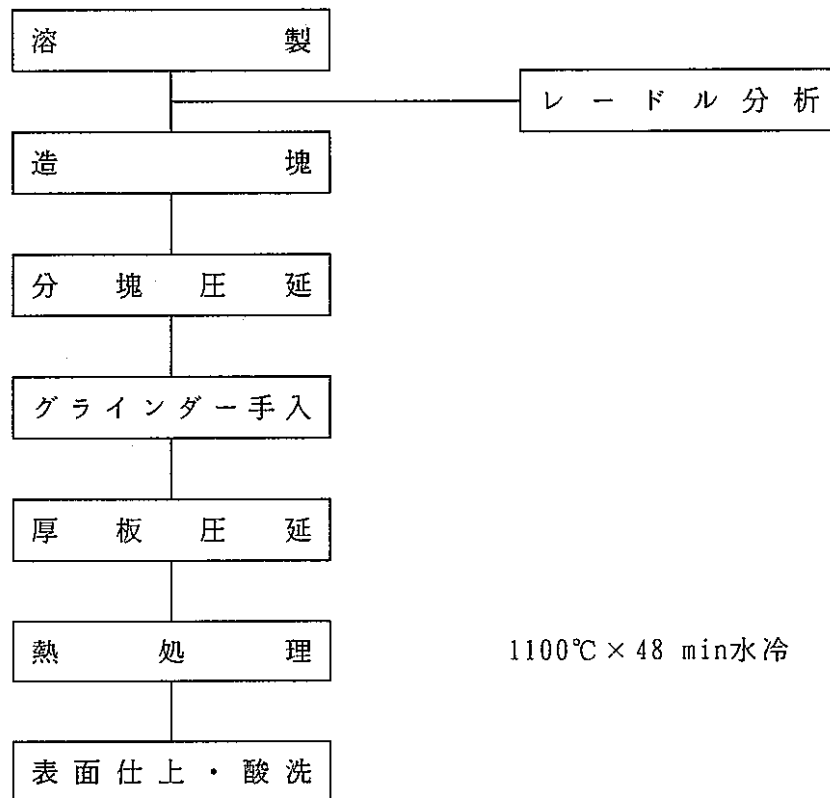 溶製
レードル分析
造塊
分塊圧延
グラインダー手入
厚板圧延
熱処理
1100℃×48 min水冷
表面仕上・酸洗